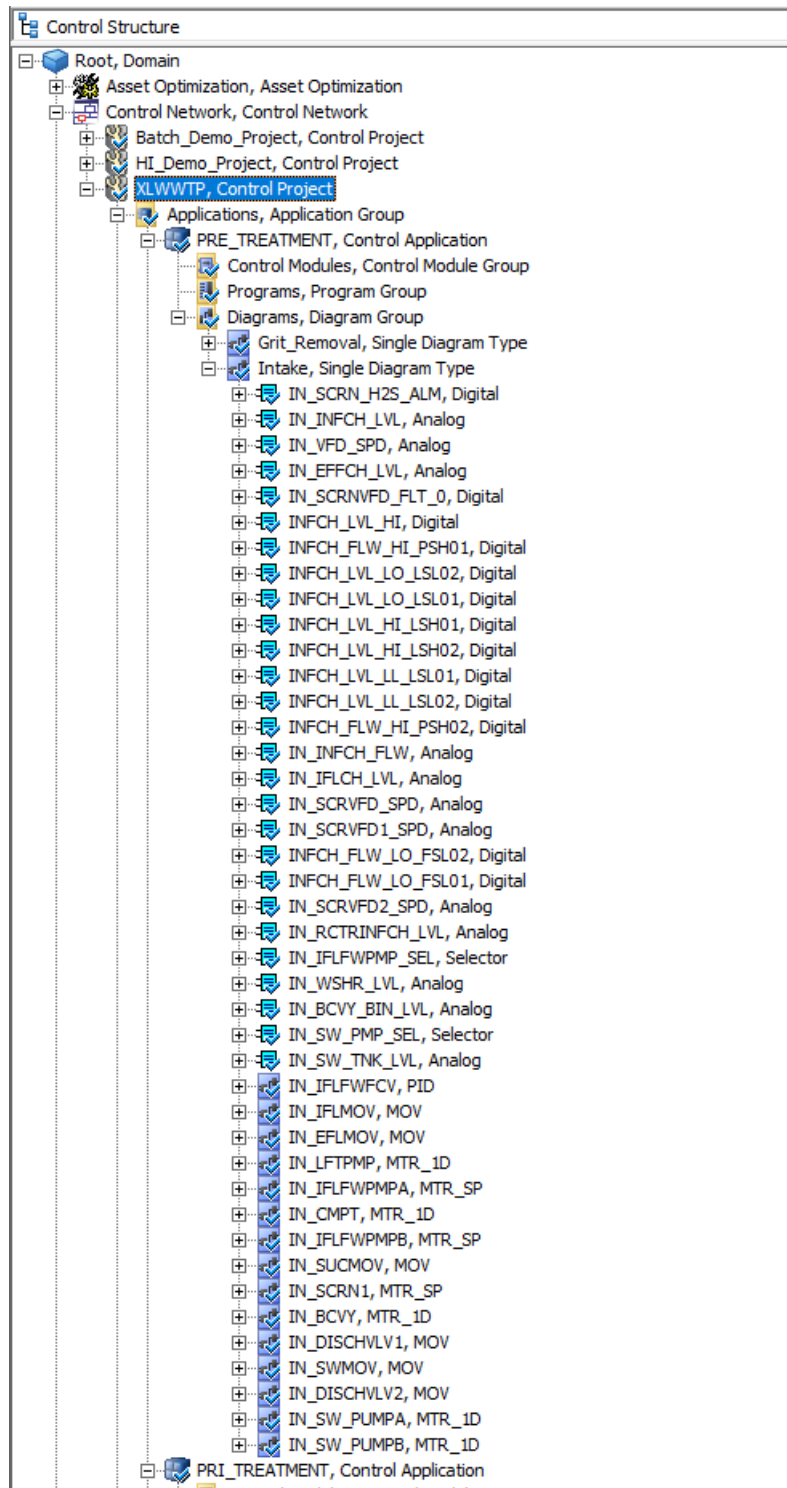 Control Structure
Root, Domain
Asset Optimization, Asset Optimization
Control Network, Control Network
Batch_Demo_Project, Control Project
HI_Demo_Project, Control Project
XLWWTP, Control Project
Applications, Application Group
PRE_TREATMENT, Control Application
Control Modules, Control Module Group
Programs, Program Group
Diagrams, Diagram Group
Grit_Removal, Single Diagram Type
Intake, Single Diagram Type
IN_SCRN_H2S_ALM, Digital
IN_INFCH_LVL, Analog
IN_VFD_SPD, Analog
IN_EFFCH_LVL, Analog
IN_SCRNVFD_FLT_0, Digital
INFCH_LVL_HI, Digital
INFCH_FLW_HI_PSH01, Digital
INFCH_LVL_LO_LSL02, Digital
INFCH_LVL_LO_LSL01, Digital
INFCH_LVL_HI_LSH01, Digital
INFCH_LVL_HI_LSH02, Digital
INFCH_LVL_LL_LSL01, Digital
INFCH_LVL_LL_LSL02, Digital
INFCH_FLW_HI_PSH02, Digital
IN_INFCH_FLW, Analog
IN_IFLCH_LVL, Analog
IN_SCRVFD_SPD, Analog
IN_SCRVFD1_SPD, Analog
INFCH_FLW_LO_FSL02, Digital
INFCH_FLW_LO_FSL01, Digital
IN_SCRVFD2_SPD, Analog
IN_RCTRINFCH_LVL, Analog
IN_IFLFWPMP_SEL, Selector
IN_WSHR_LVL, Analog
IN_BCVY_BIN_LVL, Analog
IN_SW_PMP_SEL, Selector
IN_SW_TNK_LVL, Analog
IN_IFLFWFCV, PID
IN_IFLMOV, MOV
IN_EFLMOV, MOV
IN_LFTPMP, MTR_1D
IN_IFLFWPMPA, MTR_SP
IN_CMPT, MTR_1D
IN_IFLFWPMPB, MTR_SP
IN_SUCMOV, MOV
IN_SCRN1, MTR_SP
IN_BCVY, MTR_1D
IN_DISCHVLV1, MOV
IN_SWMOV, MOV
IN_DISCHVLV2, MOV
IN_SW_PUMPA, MTR_1D
IN_SW_PUMPB, MTR_1D
PRI_TREATMENT, Control Application